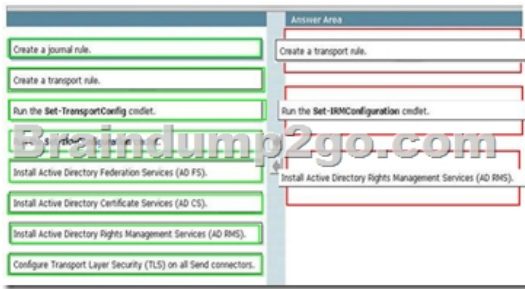 Answer Area
Create a journal rule.
Create a transport rule.
Run the Set-TransportConfig cmdlet.
cmdlet.
Install Active Directory Federation Services (AD FS).
Install Active Directory Certificate Services (AD CS).
Install Active Directory Rights Management Services (AD RMS).
Configure Transport Layer Security (TLS) on all Send connectors.
Create a transport rule.
Run the Set-IRMConfiguration cmdlet.
Install Active Directory Rights Management Services (AD RMS).
Braindump2go.com